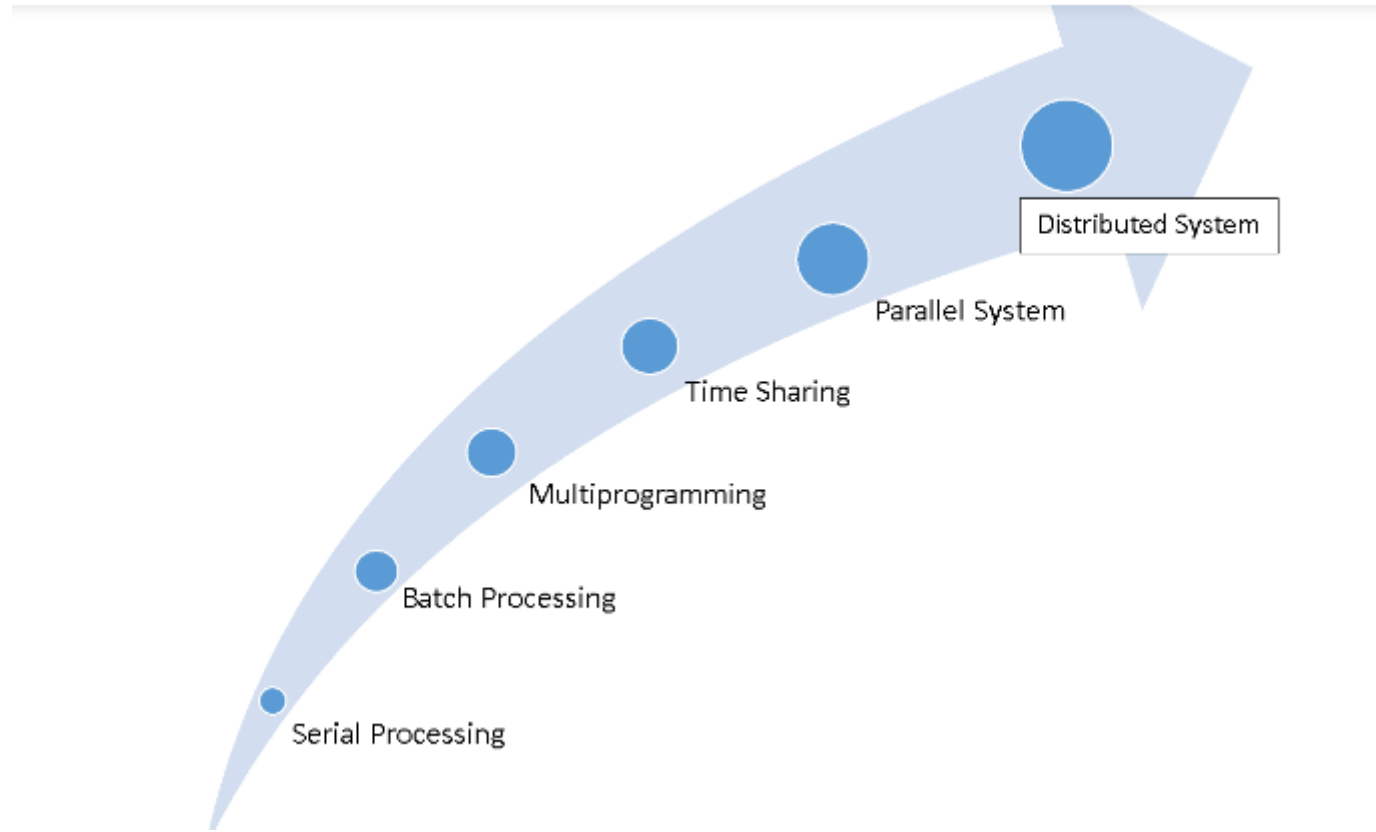 Distributed System
Parallel System
Time Sharing
Multiprogramming
Batch Processing
Serial Processing